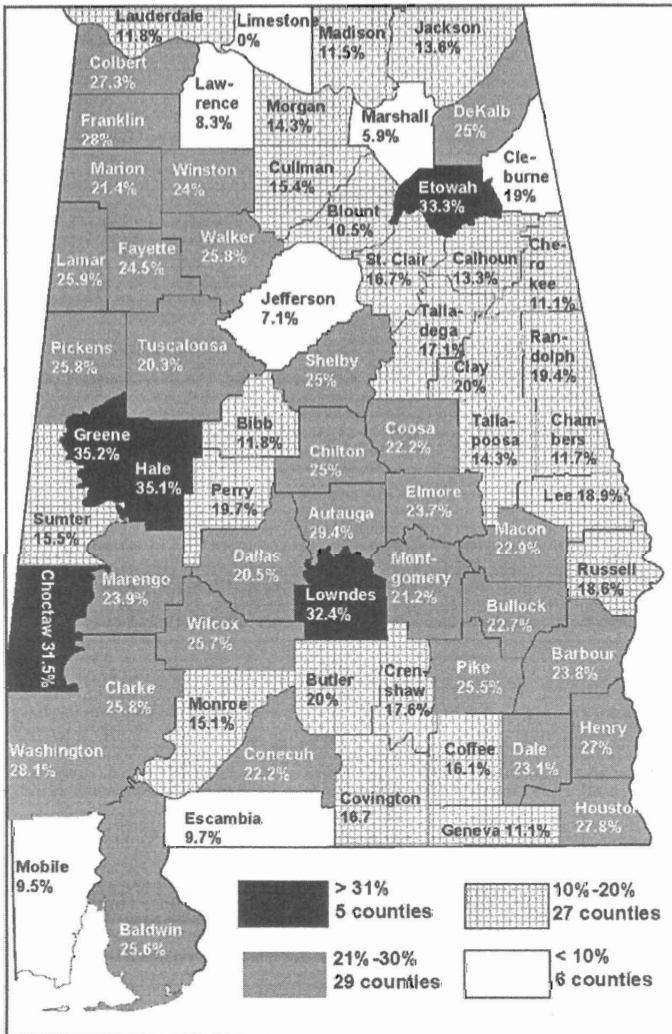 Lauderdale
11.8%
Limestone
0%
Madison
11.5%
Jackson
13.6%
Colbert
27.3%
Law-
rence
8.3%
Franklin
28%
Morgan
14.3%
Marshall
5.9%
DeKalb
25%
Cle-
burne
19%
Marion
21.4%
Winston
24%
Cullman
15.4%
Etowah
33.3%
Blount
10.5%
Lamar
25.9%
Fayette
24.5%
Walker
25.8%
St. Clair
16.7%
Calhoun
13.3%
Chero
kee
11.1%
Jefferson
7.1%
Talla-
dega
17.1%
Ran-
dolph
19.4%
Pickens
25.8%
Tuscaloosa
20.3%
Shelby
25%
Clay
20%
Greene
35.2%
Hale
35.1%
Bibb
11.8%
Chilton
25%
Coosa
22.2%
Talla-
poosa
14.3%
Cham-
bers
11.7%
Sumter
15.5%
Perry
19.7%
Autauga
29.4%
Elmore
23.7%
Lee 18.9%
Macon
22.9%
Choctaw 31.5%
Marengo
23.9%
Dallas
20.5%
Lowndes
32.4%
Mont-
gomery
21.2%
Russell
18.6%
Bullock
22.7%
Wilcox
25.7%
Clarke
25.8%
Monroe
15.1%
Butler
20%
Cren-
shaw
17.6%
Pike
25.5%
Barbour
23.8%
Washington
28.1%
Conecuh
22.2%
Coffee
16.1%
Dale
23.1%
Henry
27%
Escambia
9.7%
Covington
16.7
Geneva 11.1%
Houston
27.8%
Mobile
9.5%
Baldwin
25.6%
> 31%
5 counties
10%-20%
27 counties
21%-30%
29 counties
< 10%
6 counties